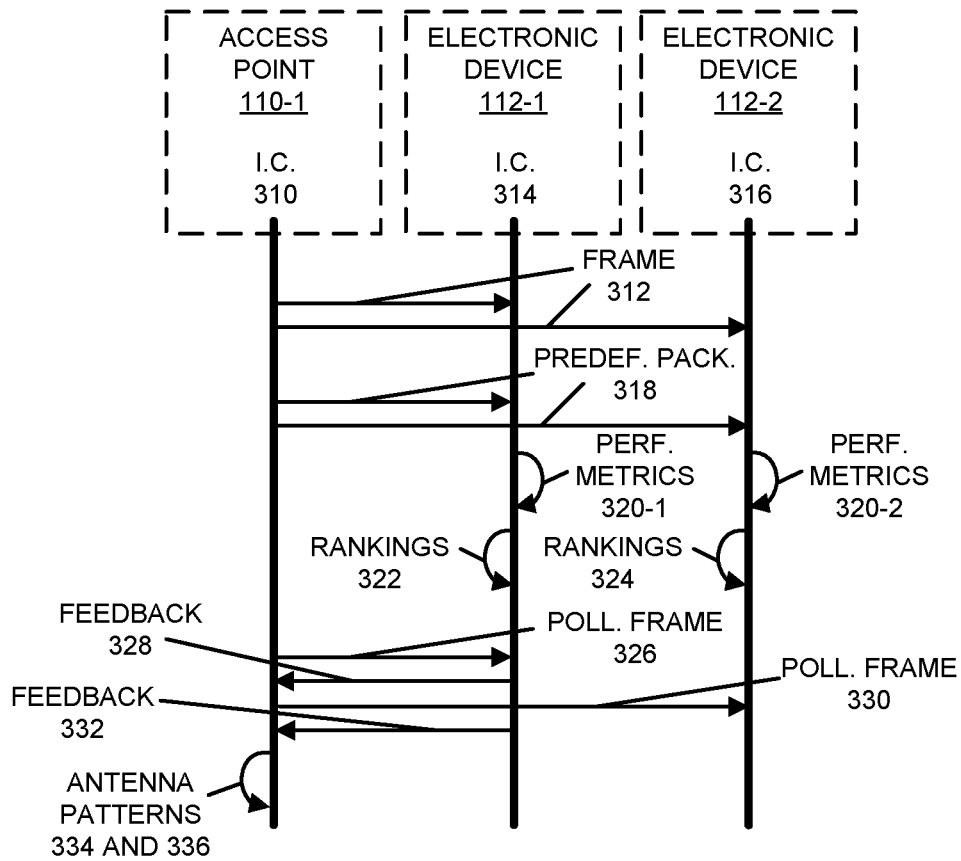 ACCESS
POINT
110-1
I.C.
310
ELECTRONIC
DEVICE
112-1
I.C.
314
ELECTRONIC
DEVICE
112-2
I.C.
316
FRAME
312
PREDEF. PACK.
318
PERF.
METRICS
320-1
PERF.
METRICS
320-2
RANKINGS
322
RANKINGS
324
FEEDBACK
328
POLL. FRAME
326
FEEDBACK
332
POLL. FRAME
330
ANTENNA
PATTERNS
334 AND 336